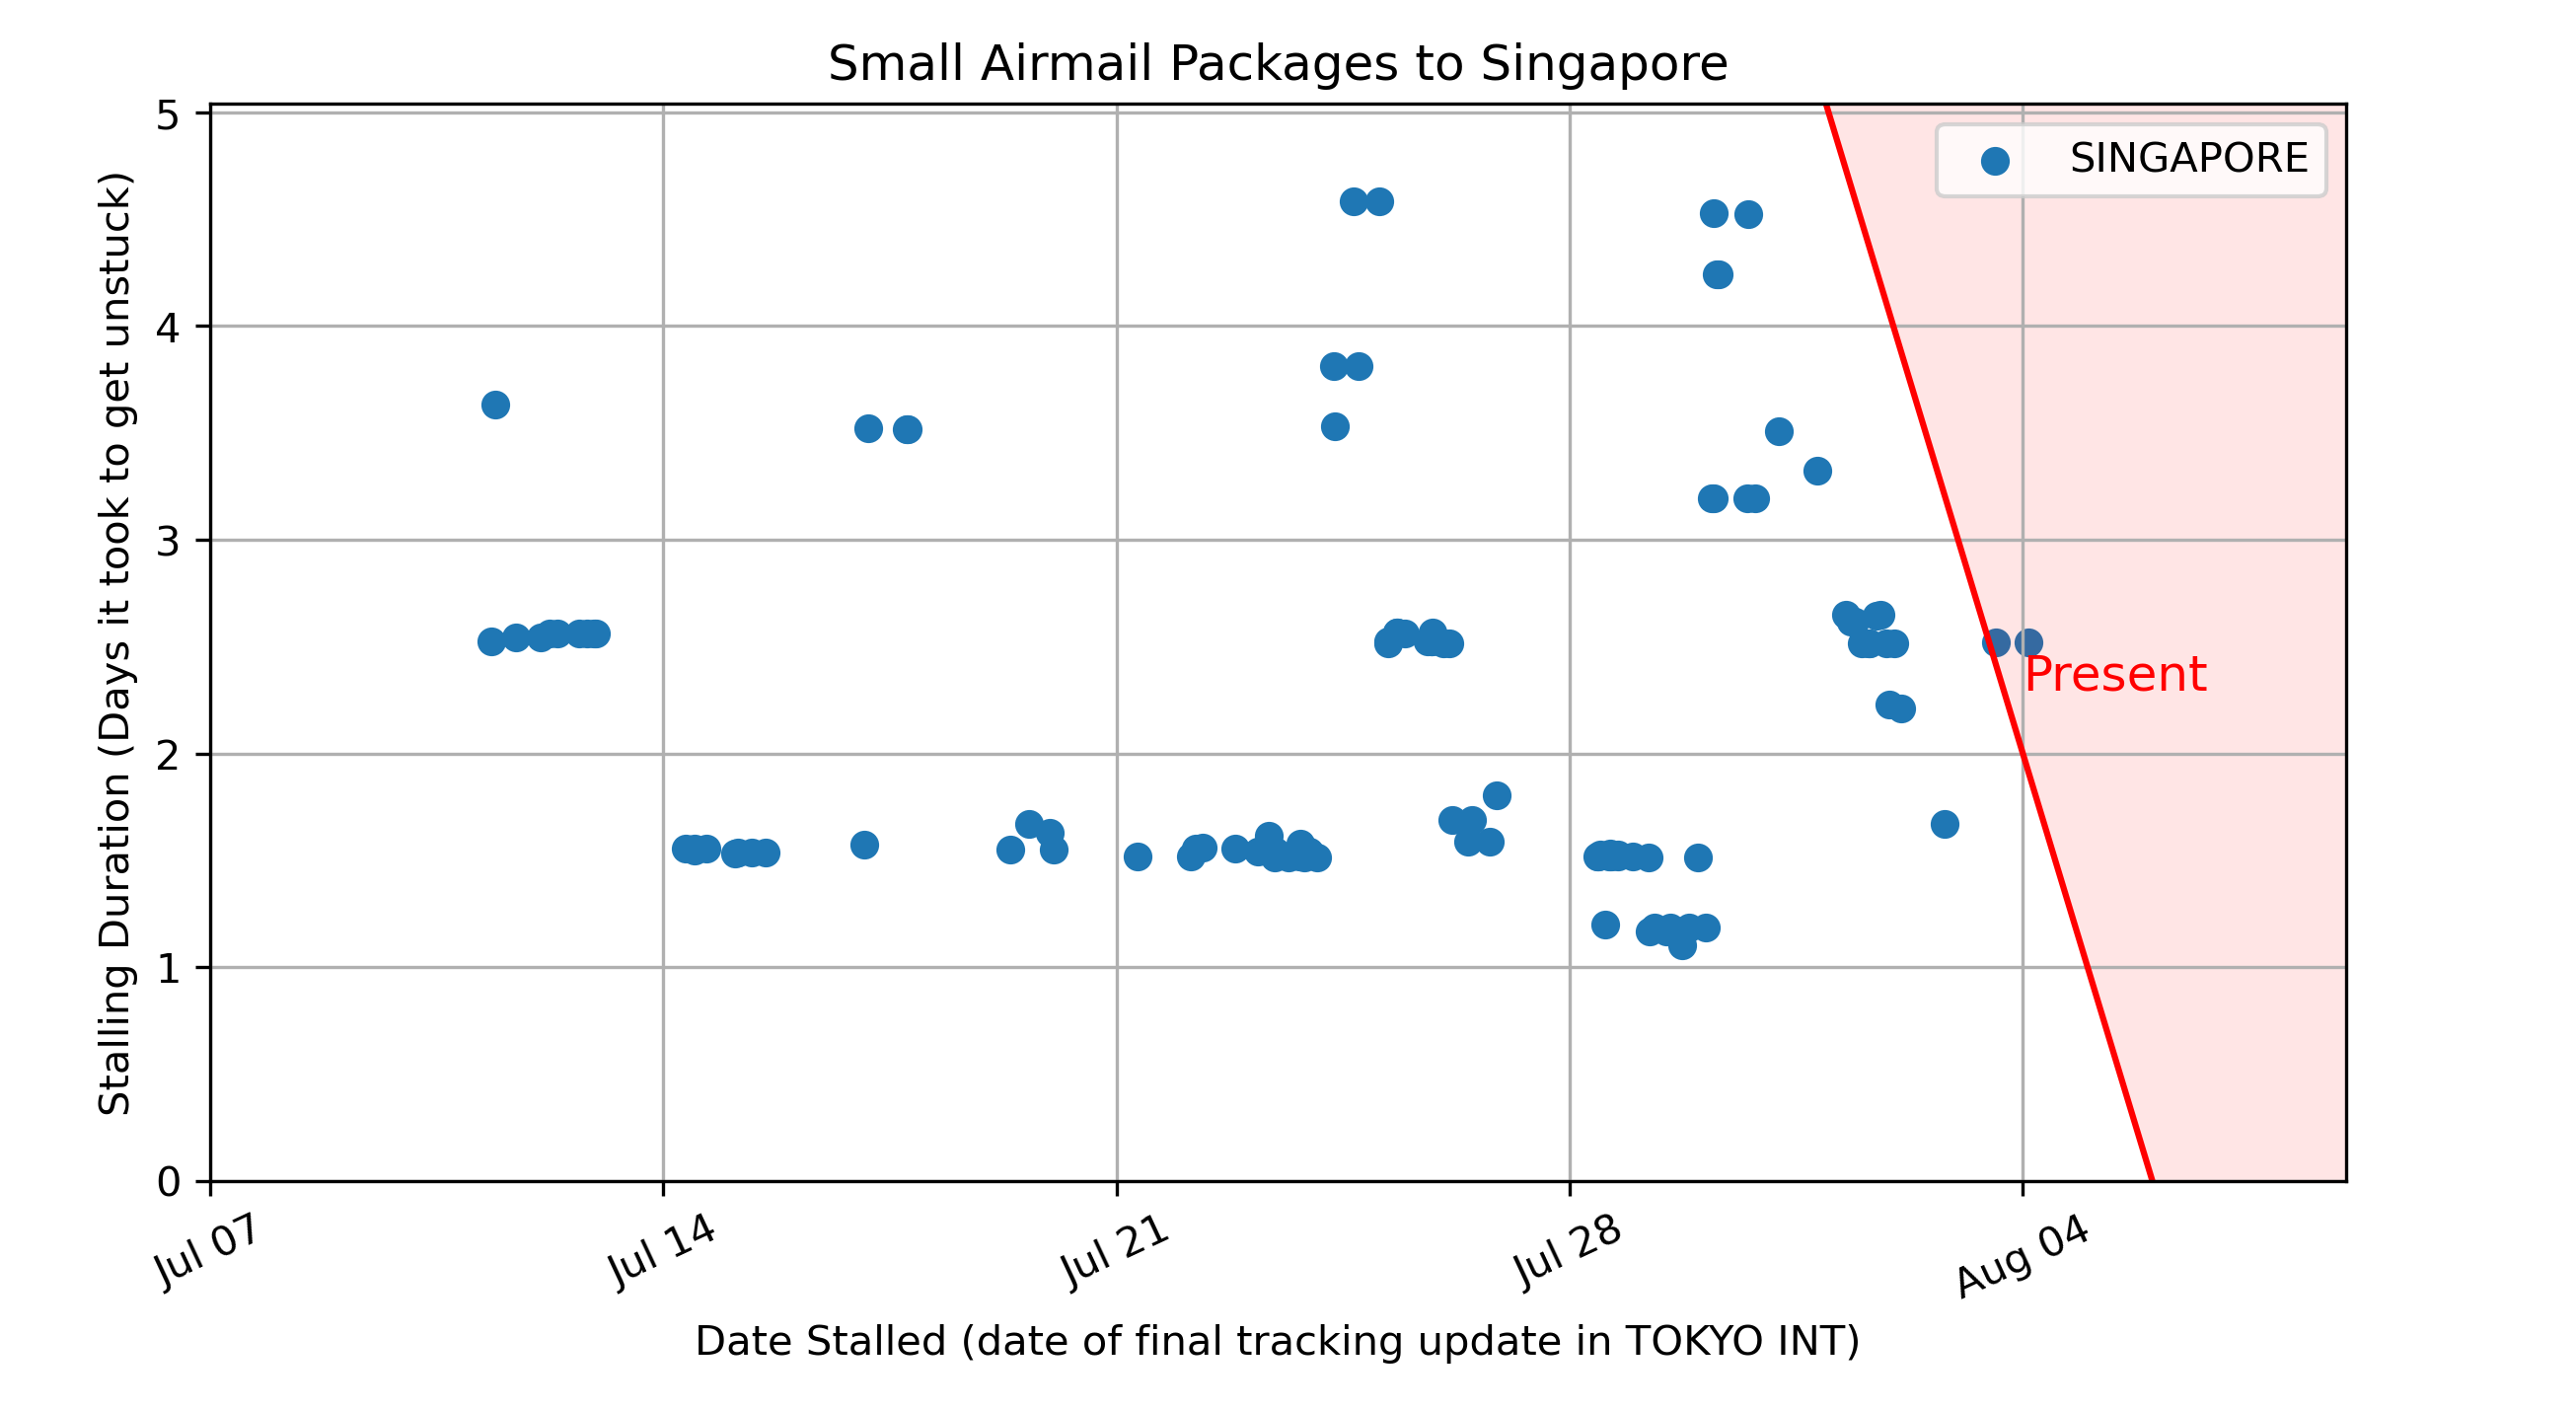 Small Airmail Packages to Singapore
SINGAPORE
Present
Stalling Duration (Days it took to get unstuck)
5
4
3
2
1
0
Jul 07
Jul 14
Jul 21
Jul 28
Aug 04
Date Stalled (date of final tracking update in TOKYO INT)